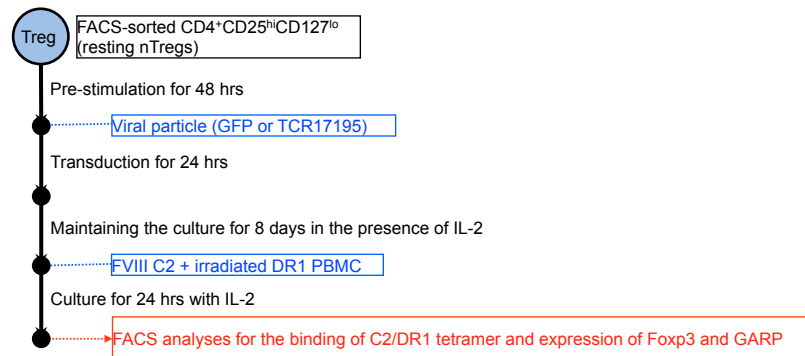 Treg
FACS-sorted CD4⁺CD25ʰⁱCD127ˡᵒ
(resting nTregs)
Pre-stimulation for 48 hrs
Viral particle (GFP or TCR17195)
Transduction for 24 hrs
Maintaining the culture for 8 days in the presence of IL-2
FVIII C2 + irradiated DR1 PBMC
Culture for 24 hrs with IL-2
FACS analyses for the binding of C2/DR1 tetramer and expression of Foxp3 and GARP